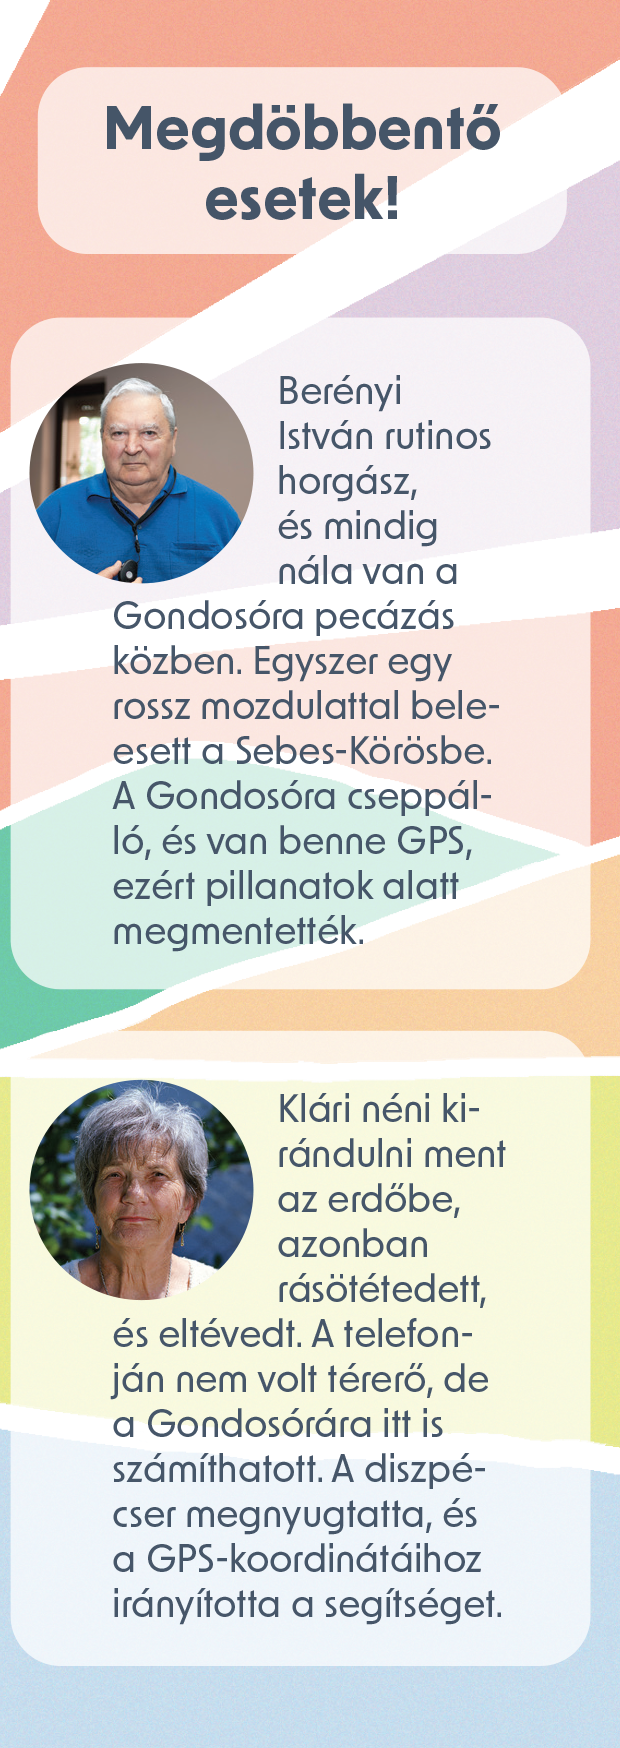 Megdöbbentő
esetek!
Berényi
István rutinos
horgász,
és mindig
nála van a
Gondosóra pecázás
közben. Egyszer egy
rossz mozdulattal bele-
esett a Sebes-Körösbe.
A Gondosóra cseppál-
ló, és van benne GPS,
ezért pillanatok alatt
megmentették.
Klári néni ki-
rándulni ment
az erdőbe,
azonban
rásötétedett,
és eltévedt. A telefon-
ján nem volt térerő, de
a Gondosórára itt is
számíthatott. A diszpé-
cser megnyugtatta, és
a GPS-koordinátáihoz
irányította a segítséget.